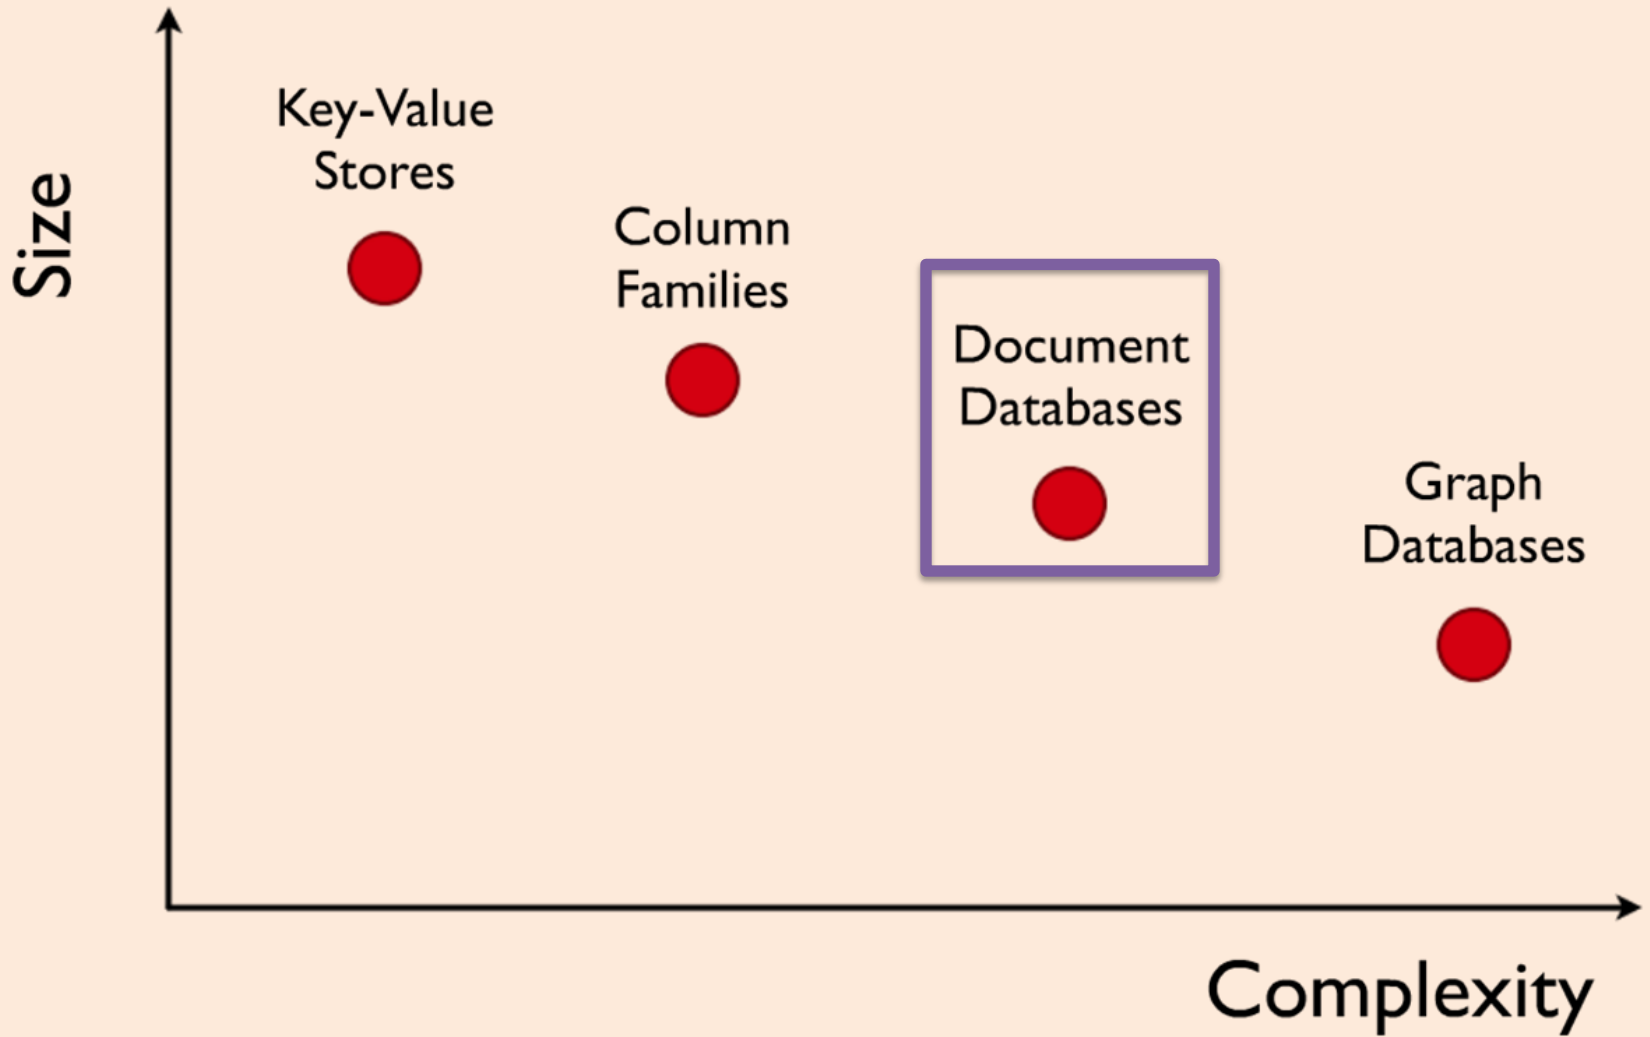 Size
Key-Value
Stores
Column
Families
Document
Databases
Graph
Databases
Complexity